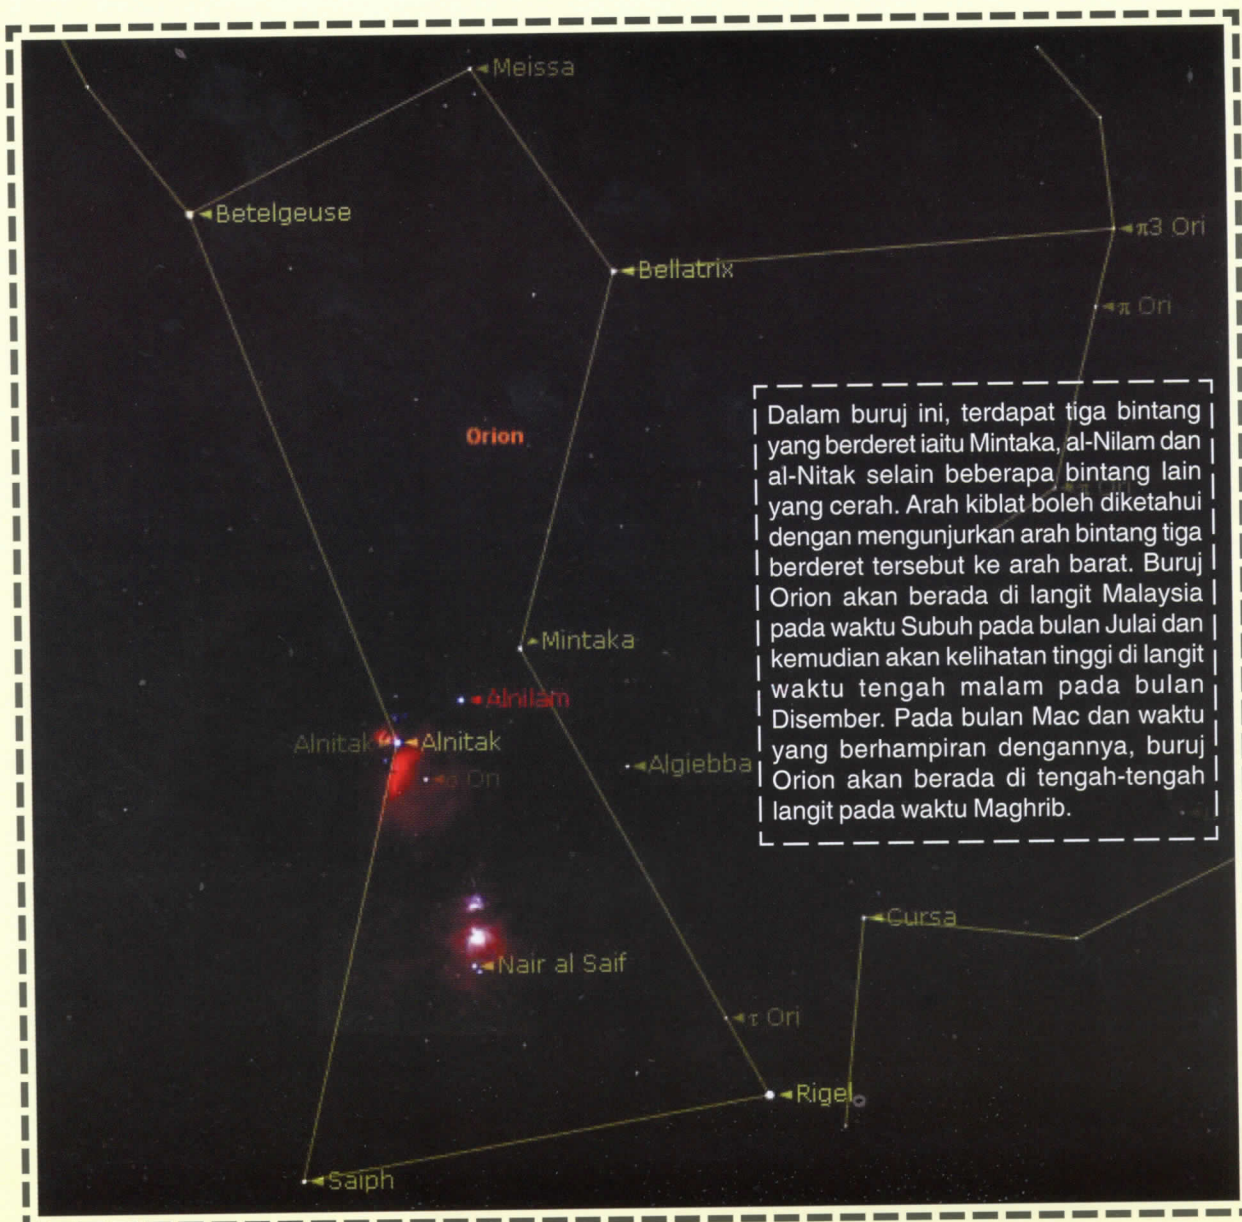 Meissa
Betelgeuse
π3 Ori
Bellatrix
π Ori
Dalam buruj ini, terdapat tiga bintang
yang berderet iaitu Mintaka, al-Nilam dan
al-Nitak selain beberapa bintang lain
yang cerah. Arah kiblat boleh diketahui
dengan mengunjurkan arah bintang tiga
berderet tersebut ke arah barat. Buruj
Orion akan berada di langit Malaysia
pada waktu Subuh pada bulan Julai dan
kemudian akan kelihatan tinggi di langit
waktu tengah malam pada bulan
Disember. Pada bulan Mac dan waktu
yang berhampiran dengannya, buruj
Orion akan berada di tengah-tengah
langit pada waktu Maghrib.
Orion
Mintaka
Alnilam
Alnitak
Alnitak
Algiebba
Ori
Cursa
Nair al Saif
τ Ori
Rigel
Saiph